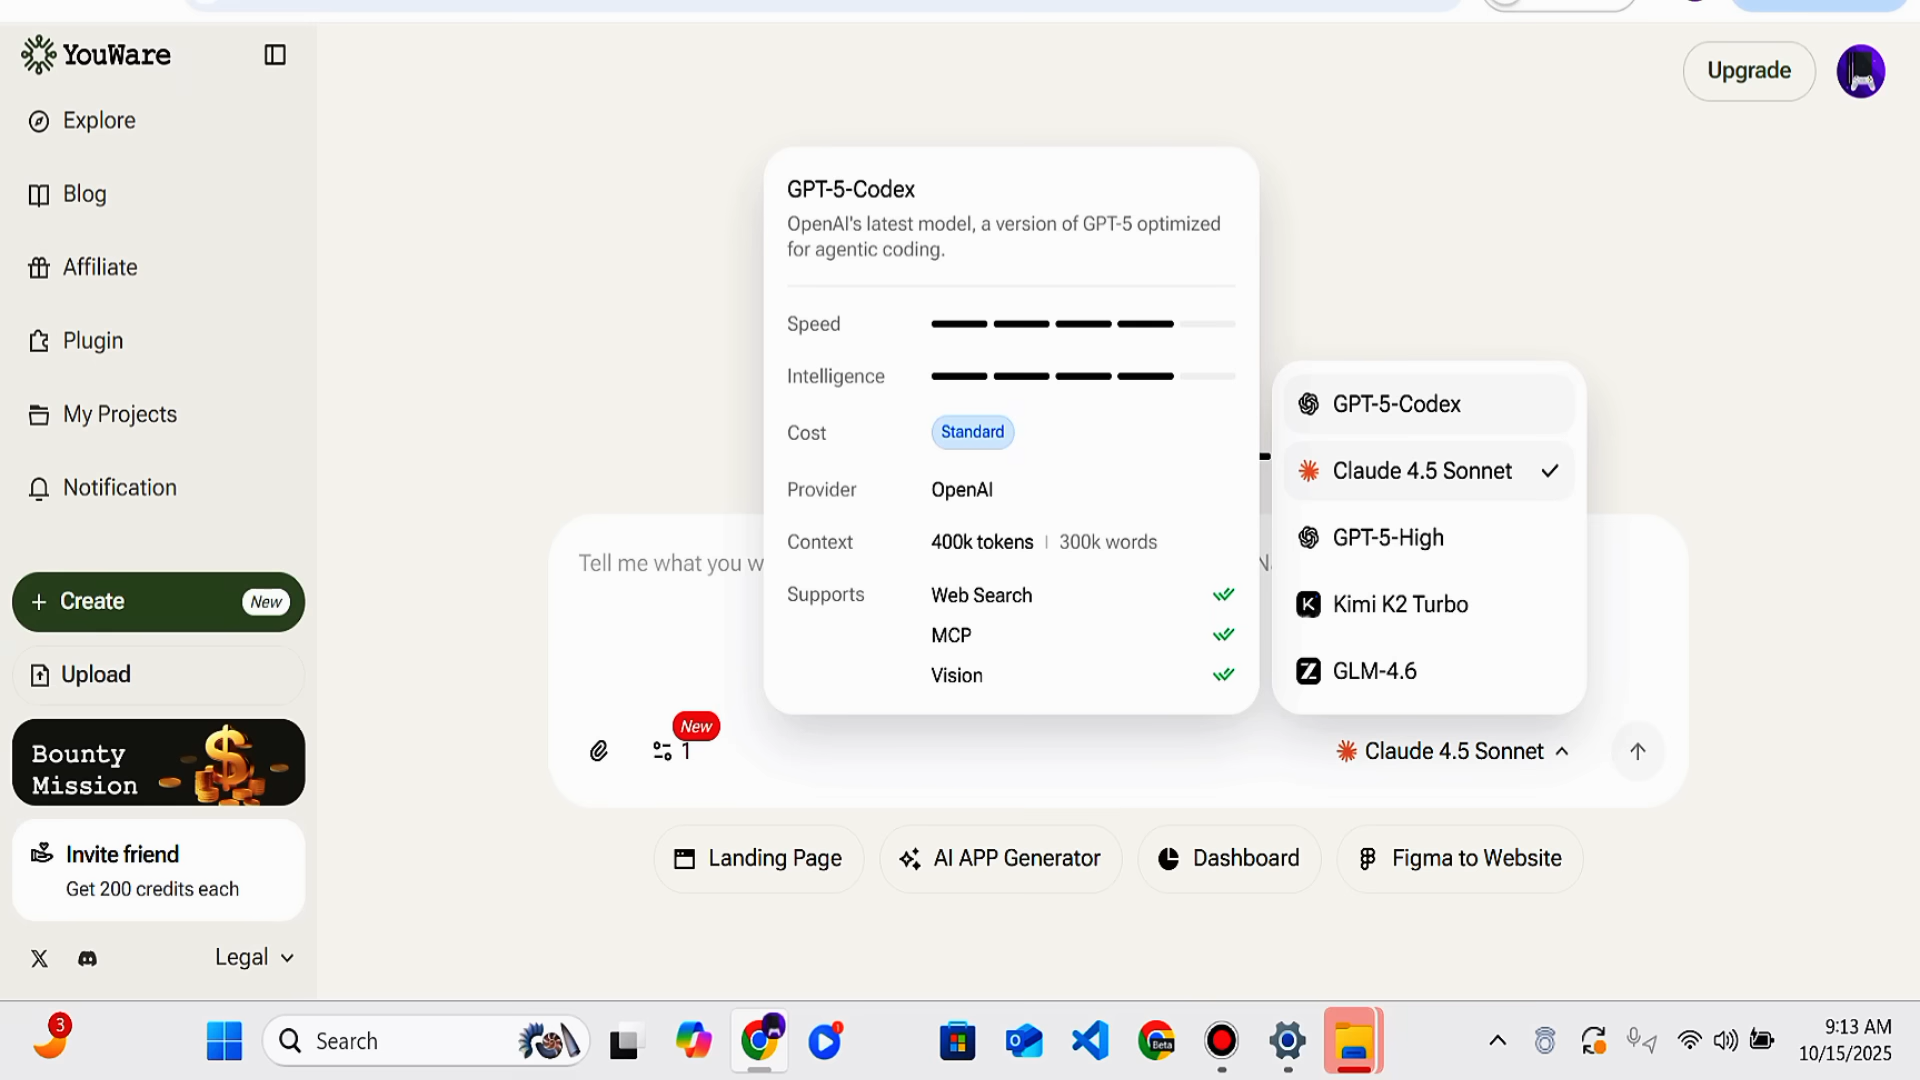 YouWare
Explore
Blog
Affiliate
Plugin
My Projects
Notification
+ Create New
Upload
Bounty
Mission
Invite friend
Get 200 credits each
Legal
Upgrade
GPT-5-Codex
OpenAI's latest model, a version of GPT-5 optimized
for agentic coding.
Speed
Intelligence
Cost Standard
Provider OpenAI
Context 400k tokens | 300k words
Supports Web Search
MCP
Vision
GPT-5-Codex
Claude 4.5 Sonnet
GPT-5-High
Kimi K2 Turbo
GLM-4.6
Tell me what you w
New
1
Claude 4.5 Sonnet
Landing Page
AI APP Generator
Dashboard
Figma to Website
3
Search
Beta
9:13 AM
10/15/2025